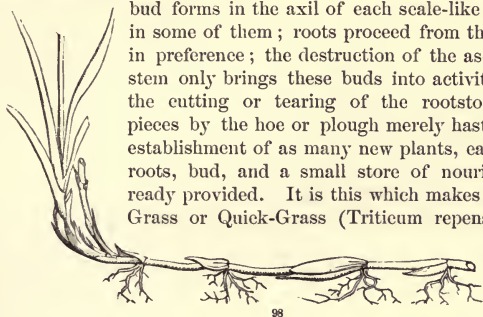 bud forms in the axil of each scale-like
in some of them ; roots proceed from th
in preference ; the destruction of the as
stem only brings these buds into activit
the cutting or tearing of the rootsto
pieces by the hoe or plough merely hast
establishment of as many new plants, ea
roots, bud, and a small store of nouri
ready provided. It is this which makes
Grass or Quick-Grass (Triticum repen
98